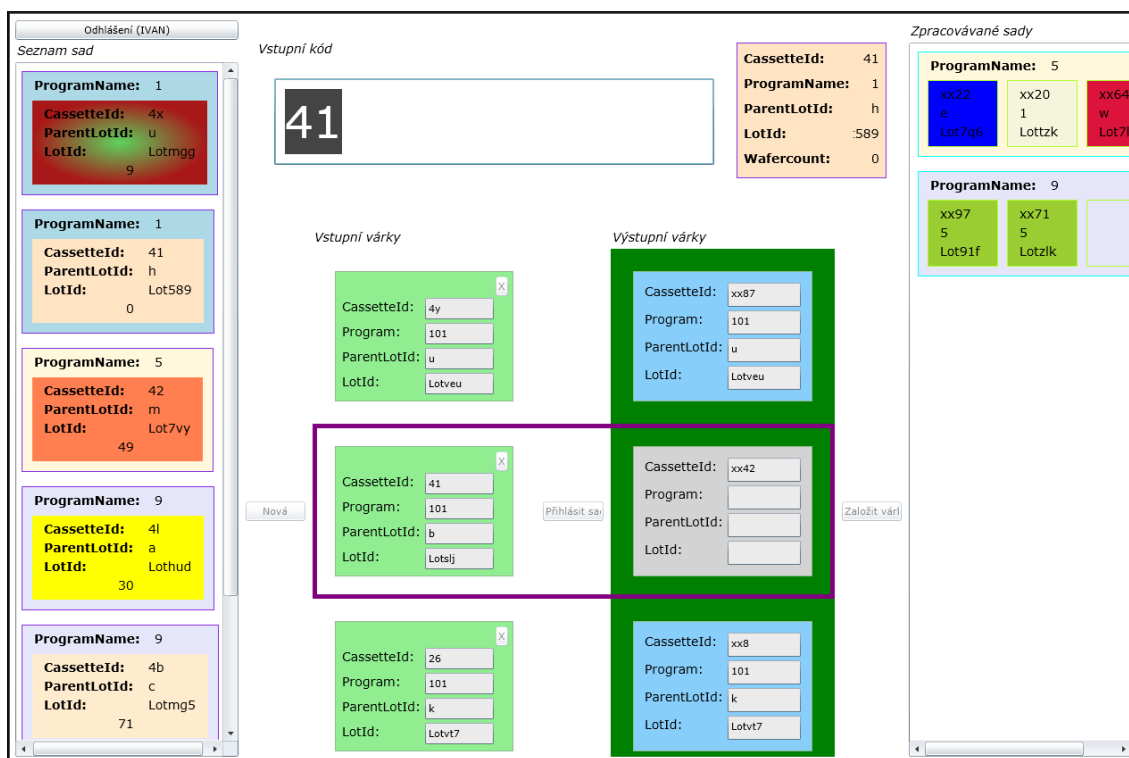 Odhlášení (IVAN)
Seznam sad
ProgramName: 1
CassetteId: 4x
ParentLotId: u
LotId: Lotmgg
9
ProgramName: 1
CassetteId: 41
ParentLotId: h
LotId: Lot589
0
ProgramName: 5
CassetteId: 42
ParentLotId: m
LotId: Lot7vy
49
ProgramName: 9
CassetteId: 4l
ParentLotId: a
LotId: Lothud
30
ProgramName: 9
CassetteId: 4b
ParentLotId: c
LotId: Lotmg5
71
Vstupní kód
41
CassetteId: 41
ProgramName: 1
ParentLotId: h
LotId: :589
Wafercount: 0
Vstupní várky
X
CassetteId: 4y
Program: 101
ParentLotId: u
LotId: Lotveu
X
CassetteId: 41
Program: 101
ParentLotId: b
LotId: Lotslj
X
CassetteId: 26
Program: 101
ParentLotId: k
LotId: Lotvt7
Nová
Přihlásit sad
Výstupní várky
CassetteId: xx87
Program: 101
ParentLotId: u
LotId: Lotveu
CassetteId: xx42
Program:
ParentLotId:
LotId:
CassetteId: xx8
Program: 101
ParentLotId: k
LotId: Lotvt7
Založit várk
Zpracovávané sady
ProgramName: 5
xx22
e
Lot7q6
xx20
1
Lottzk
xx64
w
ProgramName: 9
xx97
5
Lot91f
xx71
5
Lotzlk